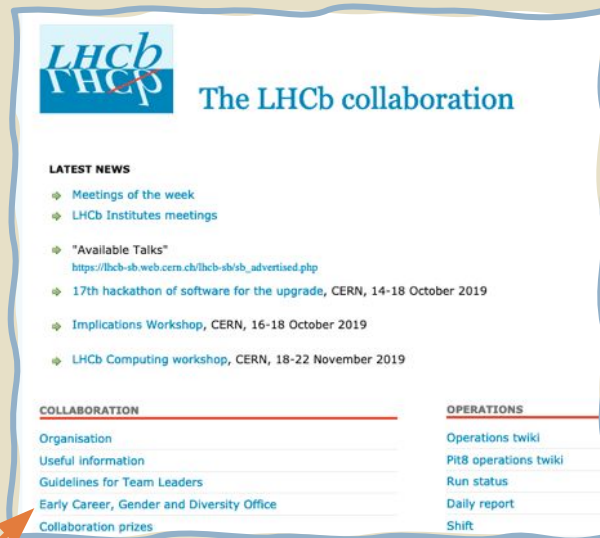 LHCb
The LHCb collaboration
LATEST NEWS
Meetings of the week
LHCb Institutes meetings
"Available Talks"
https://lhcb-sb.web.cern.ch/lhcb-sb/sb_advertised.php
17th hackathon of software for the upgrade, CERN, 14-18 October 2019
Implications Workshop, CERN, 16-18 October 2019
LHCb Computing workshop, CERN, 18-22 November 2019
COLLABORATION
Organisation
Useful information
Guidelines for Team Leaders
Early Career, Gender and Diversity Office
Collaboration prizes
OPERATIONS
Operations twiki
Pit8 operations twiki
Run status
Daily report
Shift